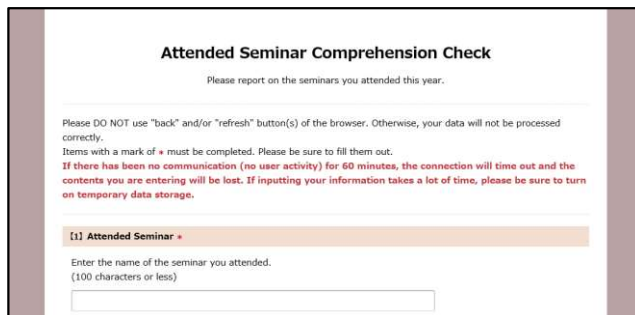 Attended Seminar Comprehension Check
Please report on the seminars you attended this year.
Please DO NOT use "back" and/or "refresh" button(s) of the browser. Otherwise, your data will not be processed
correctly.
Items with a mark of * must be completed. Please be sure to fill them out.
If there has been no communication (no user activity) for 60 minutes, the connection will time out and the
contents you are entering will be lost. If inputting your information takes a lot of time, please be sure to turn
on temporary data storage.
【1】 Attended Seminar *
Enter the name of the seminar you attended.
(100 characters or less)